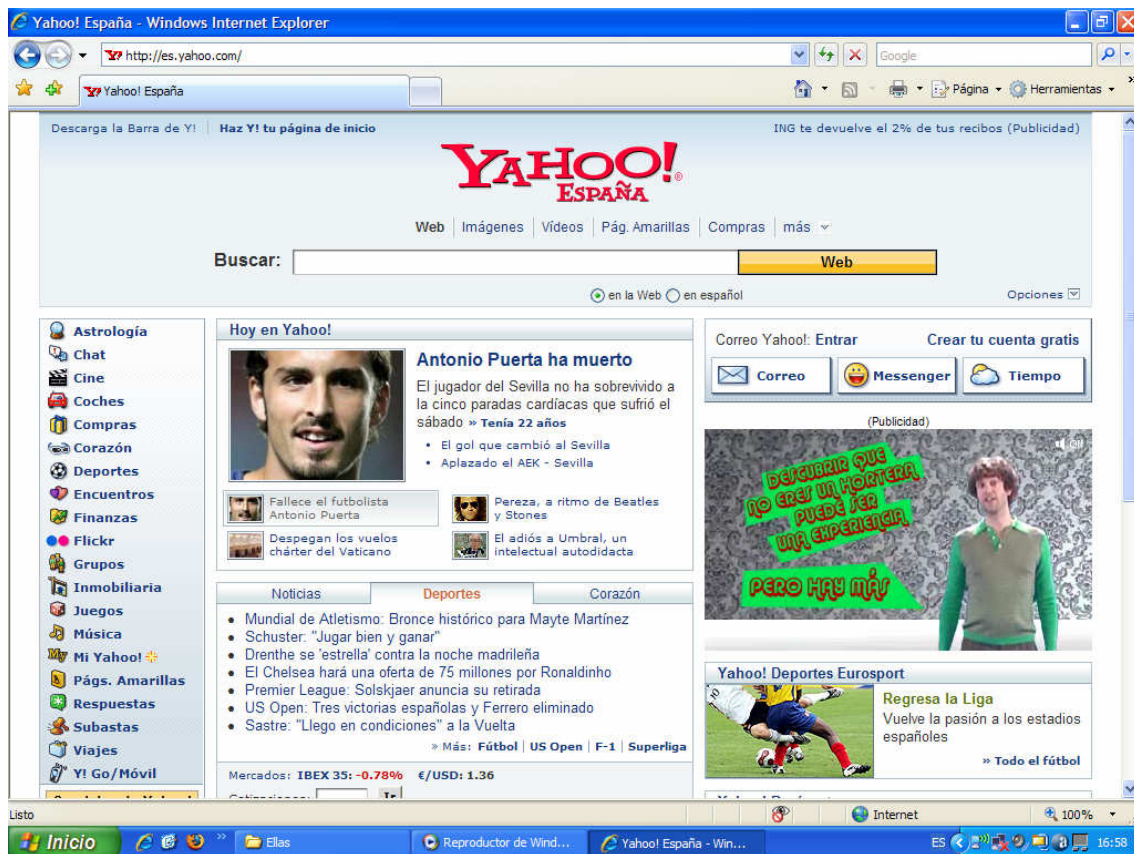 Yahoo! España - Windows Internet Explorer
http://es.yahoo.com/
Google
Yahoo! España
Página
Herramientas
Descarga la Barra de Y! | Haz Y! tu página de inicio
ING te devuelve el 2% de tus recibos (Publicidad)
YAHOO!®
ESPAÑA
Web | Imágenes | Vídeos | Pág. Amarillas | Compras | más
Buscar:
Web
en la Web en español
Opciones
Astrología
Chat
Cine
Coches
Compras
Corazón
Deportes
Encuentros
Finanzas
Flickr
Grupos
Inmobiliaria
Juegos
Música
Mi Yahoo!
Págs. Amarillas
Respuestas
Subastas
Viajes
Y! Go/Móvil
Hoy en Yahoo!
Antonio Puerta ha muerto
El jugador del Sevilla no ha sobrevivido a
la cinco paradas cardíacas que sufrió el
sábado » Tenía 22 años
• El gol que cambió al Sevilla
• Aplazado el AEK - Sevilla
Fallece el futbolista
Antonio Puerta
Pereza, a ritmo de Beatles
y Stones
Despegan los vuelos
chárter del Vaticano
El adiós a Umbral, un
intelectual autodidacta
Noticias
Deportes
Corazón
• Mundial de Atletismo: Bronce histórico para Mayte Martínez
• Schuster: "Jugar bien y ganar"
• Drenthe se 'estrella' contra la noche madrileña
• El Chelsea hará una oferta de 75 millones por Ronaldinho
• Premier League: Solskjaer anuncia su retirada
• US Open: Tres victorias españolas y Ferrero eliminado
• Sastre: "Llego en condiciones" a la Vuelta
» Más: Fútbol | US Open | F-1 | Superliga
Mercados: IBEX 35: -0.78% €/USD: 1.36
Correo Yahoo!: Entrar
Crear tu cuenta gratis
Correo
Messenger
Tiempo
(Publicidad)
Off
DESCUBRIR QUE
NO ERES UN HORTERA
PUEDE SER
UNA EXPERIENCIA
PERO HAY MÁS
Yahoo! Deportes Eurosport
Regresa la Liga
Vuelve la pasión a los estadios
españoles
» Todo el fútbol
Listo
Internet
100%
Inicio
Ellas
Reproductor de Wind...
Yahoo! España - Win...
ES
16:58